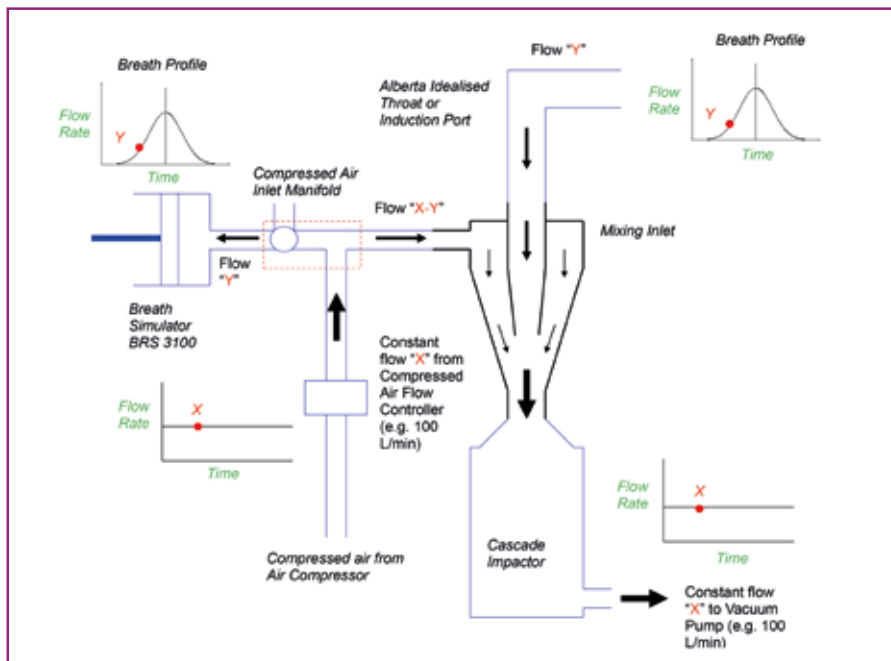 Breath Profile
Flow
Rate
Y
Time
Flow "Y"
Alberta Idealised
Throat or
Induction Port
Breath Profile
Flow
Rate
Y
Time
Compressed Air
Inlet Manifold
Flow "X-Y"
Mixing Inlet
Flow
"Y"
Breath
Simulator
BRS 3100
Constant
flow "X" from
Compressed
Air Flow
Controller
(e.g. 100
L/min)
Flow
Rate
X
Time
Compressed air from
Air Compressor
Cascade
Impactor
Flow
Rate
X
Time
Constant flow
"X" to Vacuum
Pump (e.g. 100
L/min)